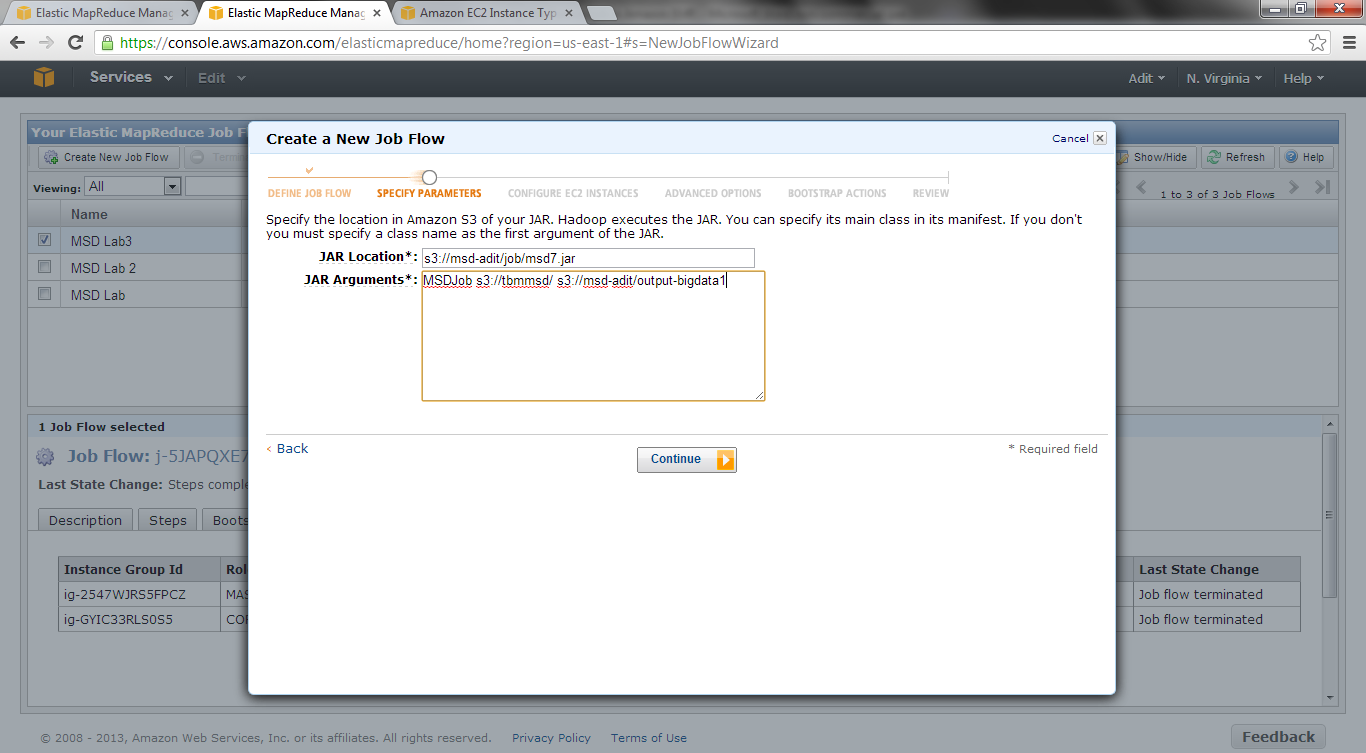 Elastic MapReduce Manag
Elastic MapReduce Manag
Amazon EC2 Instance Typ
https://console.aws.amazon.com/elasticmapreduce/home?region=us-east-1#s=NewJobFlowWizard
Services Edit Adit N. Virginia Help
Your Elastic MapReduce Job F
Create New Job Flow Termin Show/Hide Refresh Help
Viewing: All 1 to 3 of 3 Job Flows
Name
MSD Lab3
MSD Lab 2
MSD Lab
Create a New Job Flow Cancel
DEFINE JOB FLOW SPECIFY PARAMETERS CONFIGURE EC2 INSTANCES ADVANCED OPTIONS BOOTSTRAP ACTIONS REVIEW
Specify the location in Amazon S3 of your JAR. Hadoop executes the JAR. You can specify its main class in its manifest. If you don't
you must specify a class name as the first argument of the JAR.
JAR Location*: s3://msd-adit/job/msd7.jar
JAR Arguments*: MSDJob s3://tbmmsd/ s3://msd-adit/output-bigdata1
< Back Continue * Required field
1 Job Flow selected
Job Flow: j-5JAPQXE7
Last State Change: Steps comple
Description Steps Boots
Instance Group Id Rol Last State Change
ig-2547WJRS5FPCZ MAS Job flow terminated
ig-GYIC33RLS0S5 COR Job flow terminated
© 2008 - 2013, Amazon Web Services, Inc. or its affiliates. All rights reserved. Privacy Policy Terms of Use Feedback